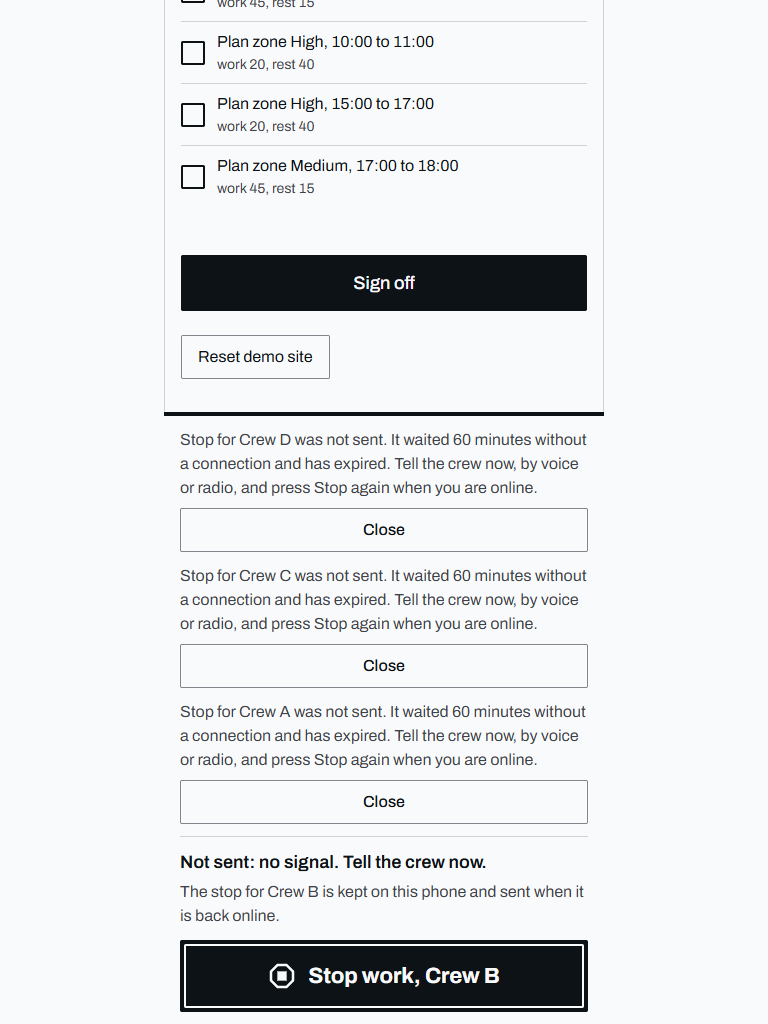 work 45, rest 15
Plan zone High, 10:00 to 11:00
work 20, rest 40
Plan zone High, 15:00 to 17:00
work 20, rest 40
Plan zone Medium, 17:00 to 18:00
work 45, rest 15
Sign off
Reset demo site
Stop for Crew D was not sent. It waited 60 minutes without
a connection and has expired. Tell the crew now, by voice
or radio, and press Stop again when you are online.
Close
Stop for Crew C was not sent. It waited 60 minutes without
a connection and has expired. Tell the crew now, by voice
or radio, and press Stop again when you are online.
Close
Stop for Crew A was not sent. It waited 60 minutes without
a connection and has expired. Tell the crew now, by voice
or radio, and press Stop again when you are online.
Close
Not sent: no signal. Tell the crew now.
The stop for Crew B is kept on this phone and sent when it
is back online.
Stop work, Crew B